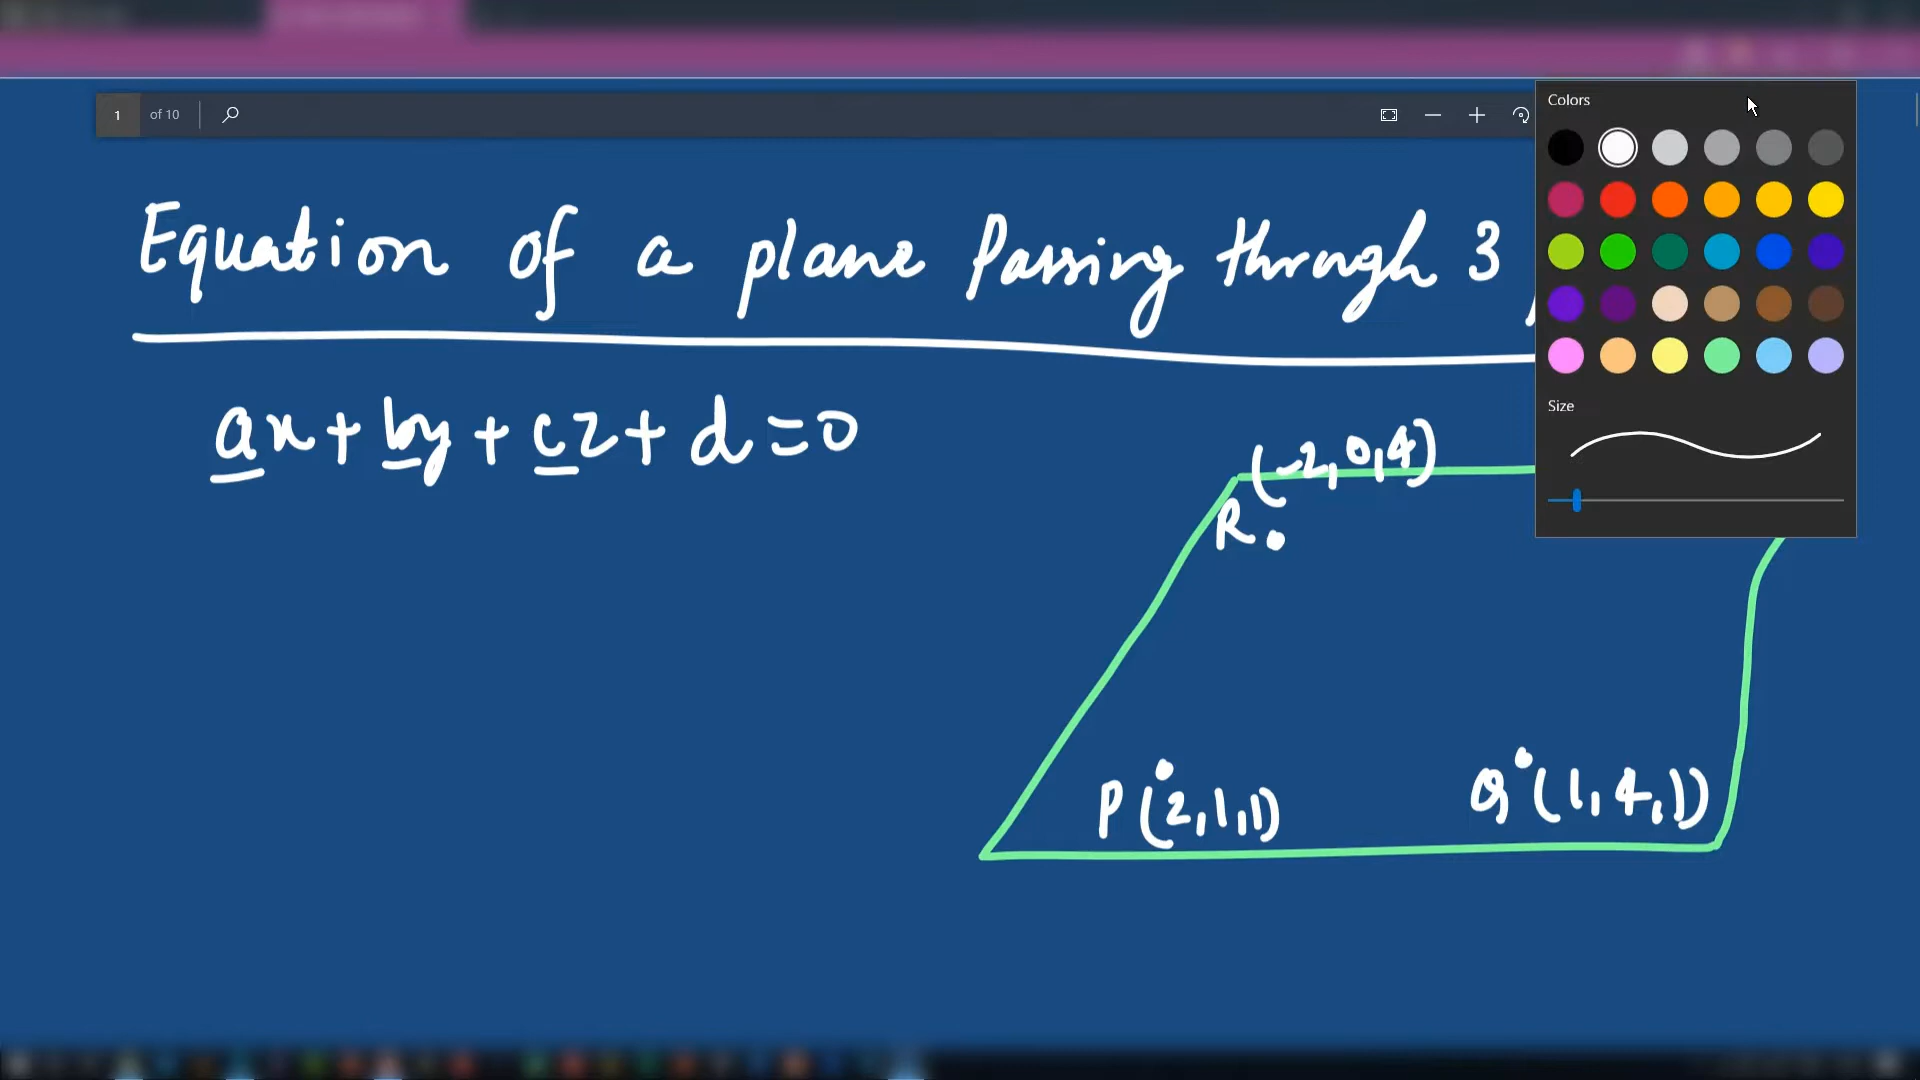 1 of 10
Colors
Equation of a plane Passing through 3
Size
ax + by + cz + d = 0
(-2, 0, 4)
R
P (2, 1, 1)
Q (1, 4, 1)